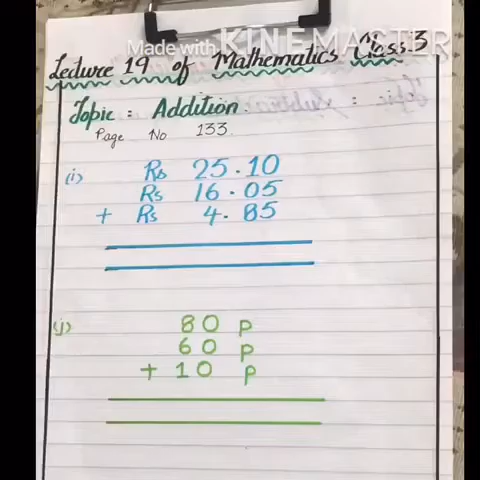 Made with KINEMASTER
Lecture 19 of Mathematics Class 3
Topic : Addition.
Page No 133
(i) Rs 25.10
Rs 16.05
+ Rs 4.85
(j) 80 p
60 p
+ 10 p